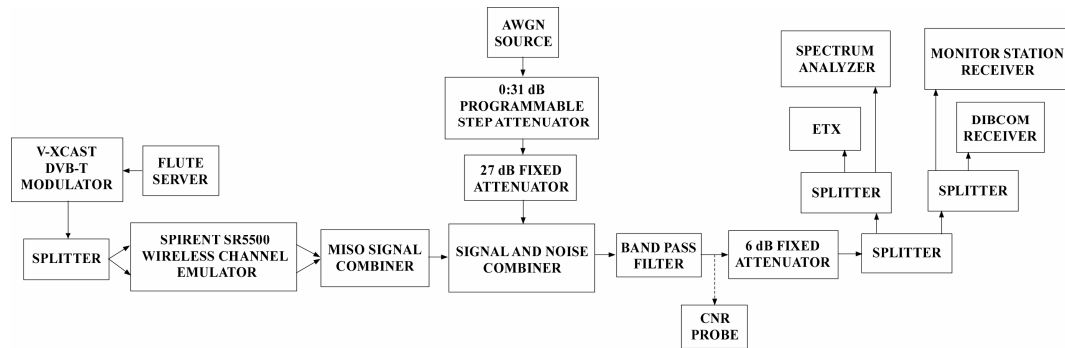 AWGN
SOURCE
0:31 dB
PROGRAMMABLE
STEP ATTENUATOR
27 dB FIXED
ATTENUATOR
V-XCAST
DVB-T
MODULATOR
FLUTE
SERVER
SPLITTER
SPIRENT SR5500
WIRELESS CHANNEL
EMULATOR
MISO SIGNAL
COMBINER
SIGNAL AND NOISE
COMBINER
BAND PASS
FILTER
CNR
PROBE
6 dB FIXED
ATTENUATOR
SPLITTER
SPLITTER
SPLITTER
ETX
SPECTRUM
ANALYZER
MONITOR STATION
RECEIVER
DIBCOM
RECEIVER